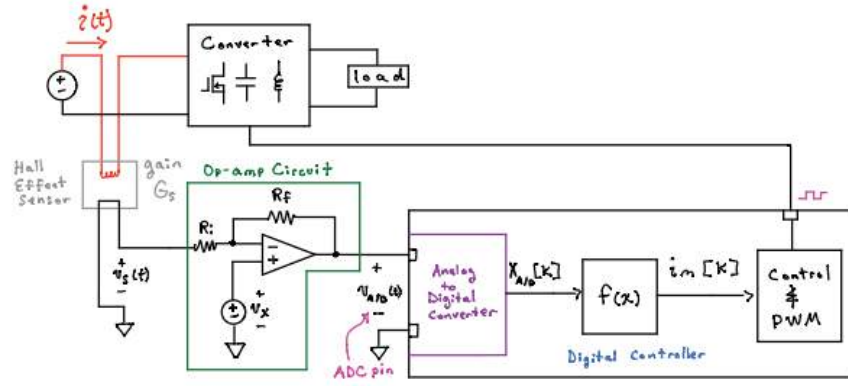 i(t)
Converter
load
Hall
Effect
Sensor
gain
Gs
Op-amp Circuit
Rf
Ri
+
vs(t)
-
-
+
+
-
+
vx
-
+
vA/D(t)
--
ADC pin
Analog
to
Digital
Converter
XA/D[k]
f(x)
im[k]
Control
&
PWM
Digital Controller